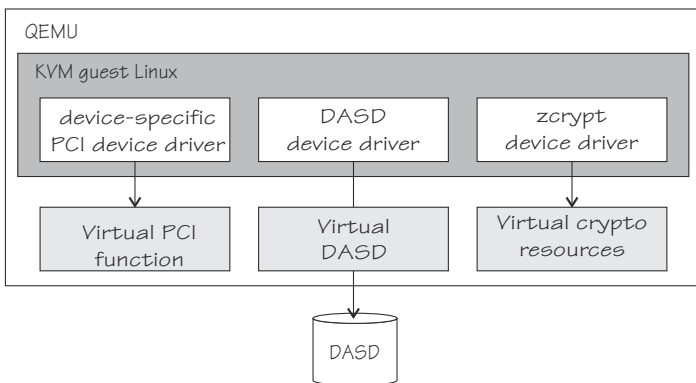 QEMU
KVM guest Linux
device-specific
PCI device driver
DASD
device driver
zcrypt
device driver
Virtual PCI
function
Virtual
DASD
Virtual crypto
resources
DASD